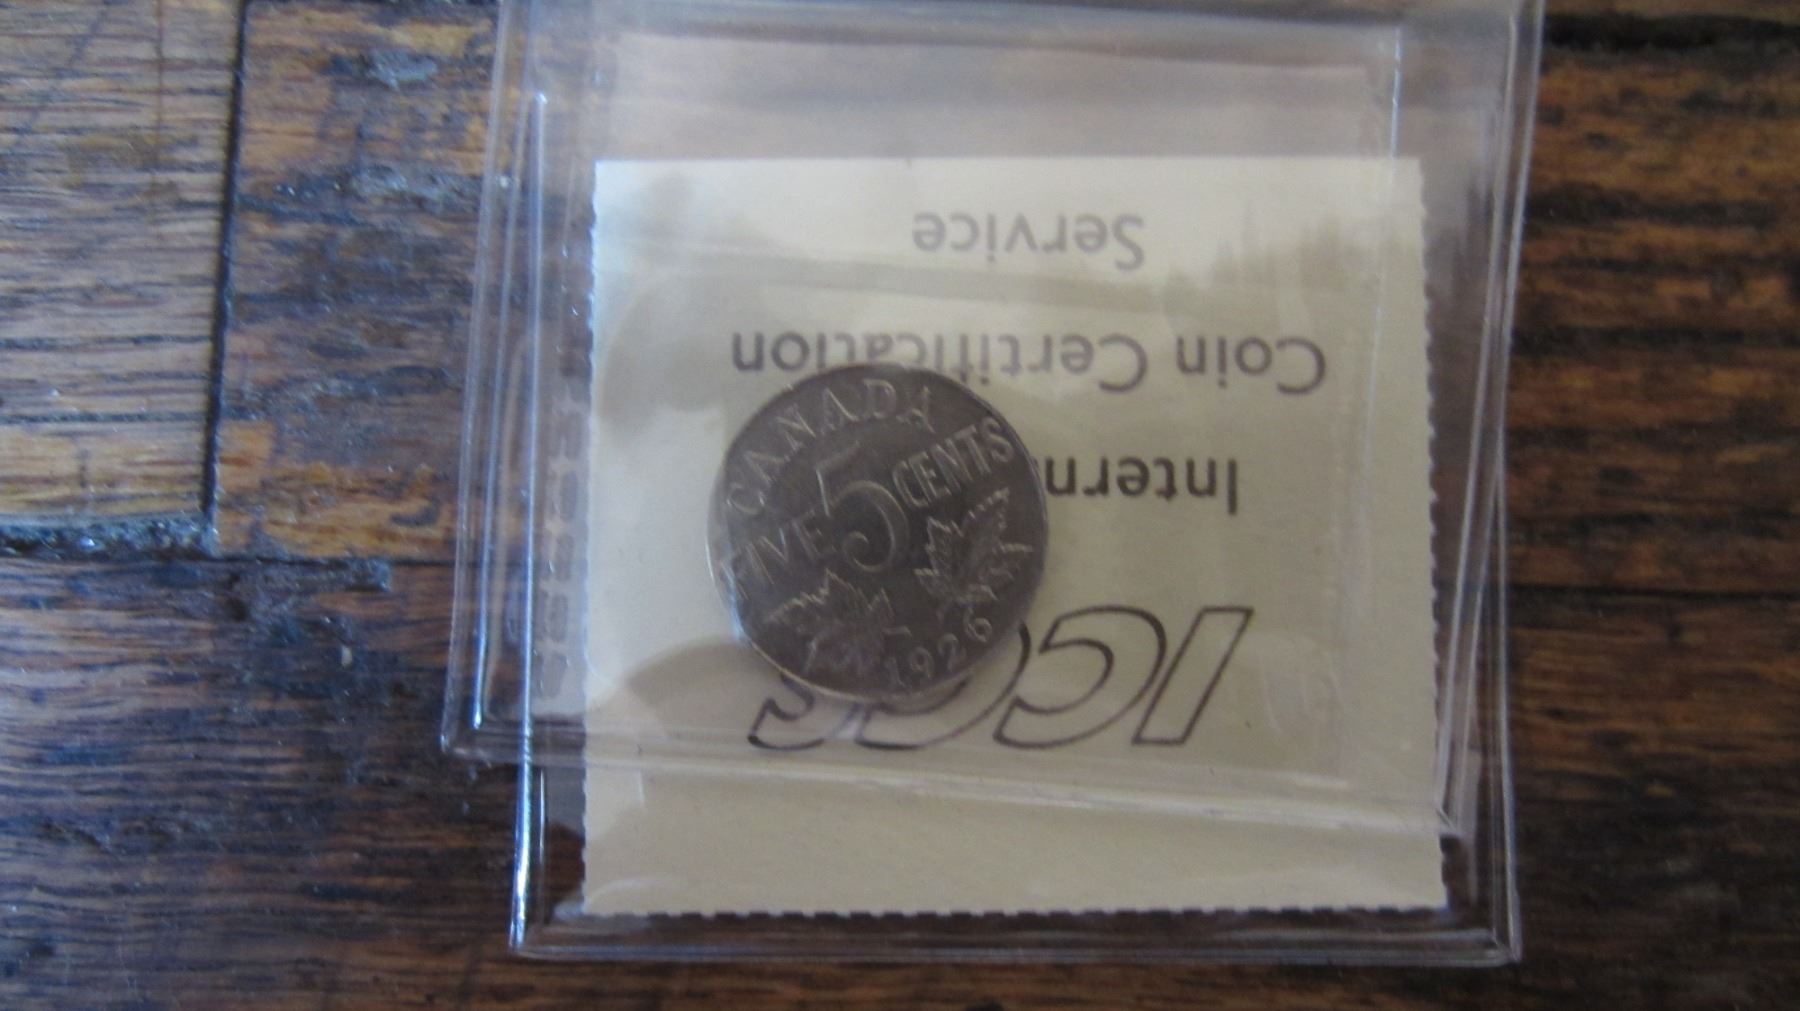 CANADA
FIVE 5 CENTS
1926
ICCS
Intern
Coin Certification
Service